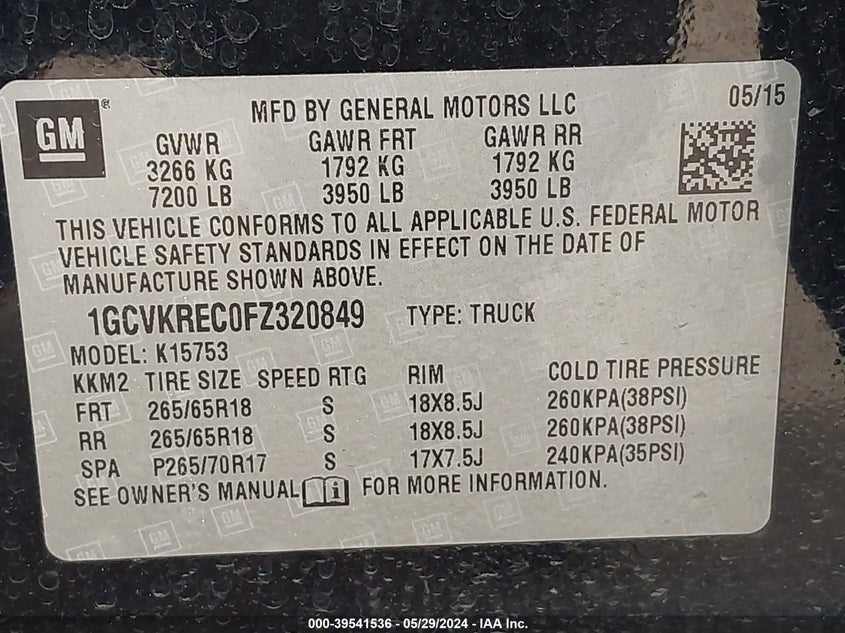 GM ®
MFD BY GENERAL MOTORS LLC
05/15
GVWR GAWR FRT GAWR RR
3266 KG 1792 KG 1792 KG
7200 LB 3950 LB 3950 LB
THIS VEHICLE CONFORMS TO ALL APPLICABLE U.S. FEDERAL MOTOR
VEHICLE SAFETY STANDARDS IN EFFECT ON THE DATE OF
MANUFACTURE SHOWN ABOVE.
1GCVKREC0FZ320849 TYPE: TRUCK
MODEL: K15753
KKM2 TIRE SIZE SPEED RTG RIM COLD TIRE PRESSURE
FRT 265/65R18 S 18X8.5J 260KPA(38PSI)
RR 265/65R18 S 18X8.5J 260KPA(38PSI)
SPA P265/70R17 S 17X7.5J 240KPA(35PSI)
SEE OWNER'S MANUAL i FOR MORE INFORMATION.
000-39541536 - 05/29/2024 - IAA Inc.